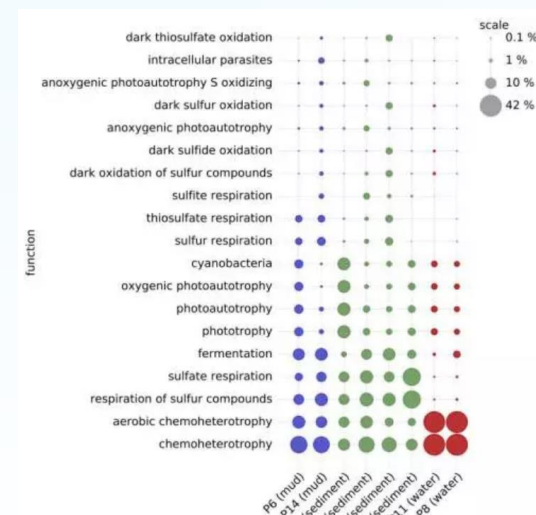 scale
0.1 %
1 %
10 %
42 %
function
dark thiosulfate oxidation
intracellular parasites
anoxygenic photoautotrophy S oxidizing
dark sulfur oxidation
anoxygenic photoautotrophy
dark sulfide oxidation
dark oxidation of sulfur compounds
sulfite respiration
thiosulfate respiration
sulfur respiration
cyanobacteria
oxygenic photoautotrophy
photoautotrophy
phototrophy
fermentation
sulfate respiration
respiration of sulfur compounds
aerobic chemoheterotrophy
chemoheterotrophy
P6 (mud)
P14 (mud)
(sediment)
(sediment)
(sediment)
(sediment)
11 (water)
P8 (water)